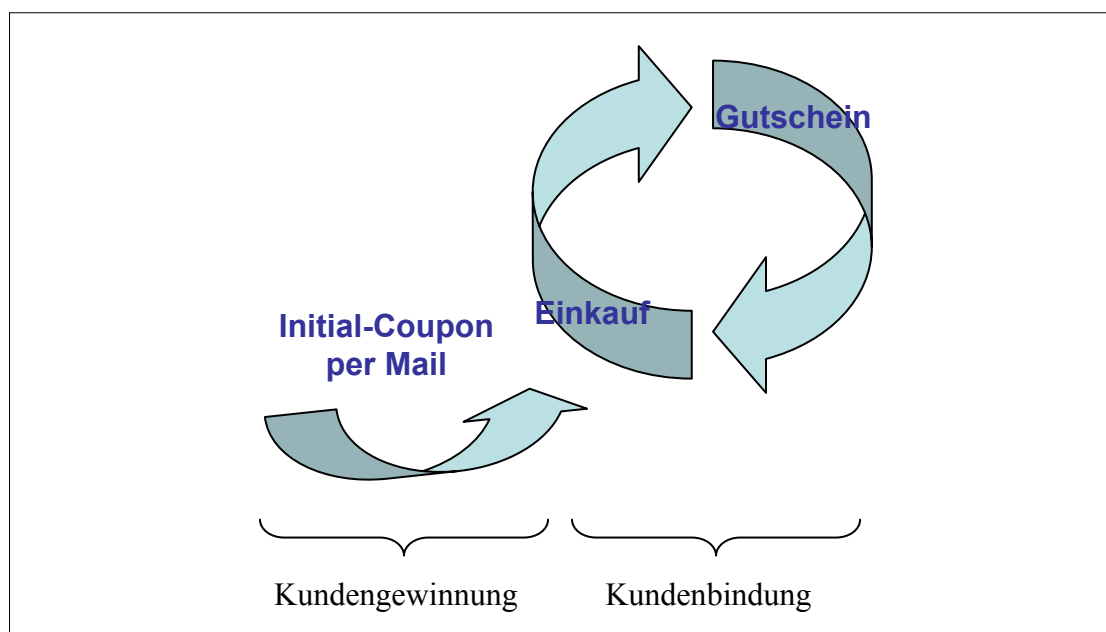 Gutschein
Einkauf
Initial-Coupon
per Mail
Kundengewinnung
Kundenbindung